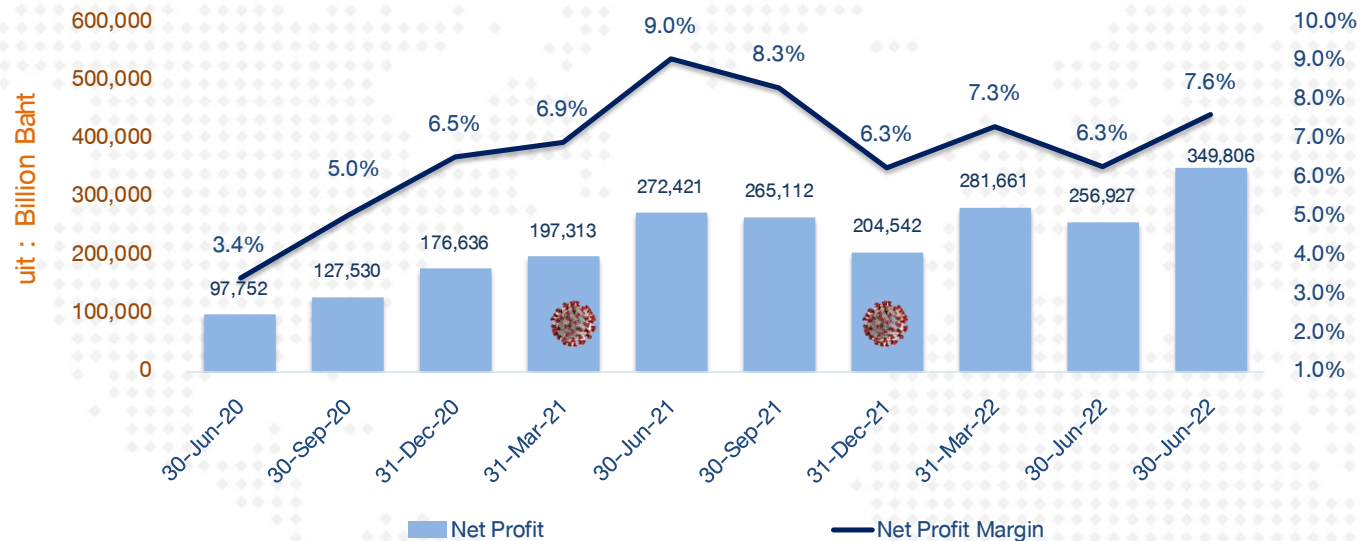 600,000
500,000
400,000
300,000
200,000
100,000
0
uit : Billion Baht
10.0%
9.0%
8.0%
7.0%
6.0%
5.0%
4.0%
3.0%
2.0%
1.0%
3.4%
5.0%
6.5%
6.9%
9.0%
8.3%
6.3%
7.3%
6.3%
7.6%
97,752
127,530
176,636
197,313
272,421
265,112
204,542
281,661
256,927
349,806
30-Jun-20
30-Sep-20
31-Dec-20
31-Mar-21
30-Jun-21
30-Sep-21
31-Dec-21
31-Mar-22
30-Jun-22
30-Jun-22
Net Profit
Net Profit Margin